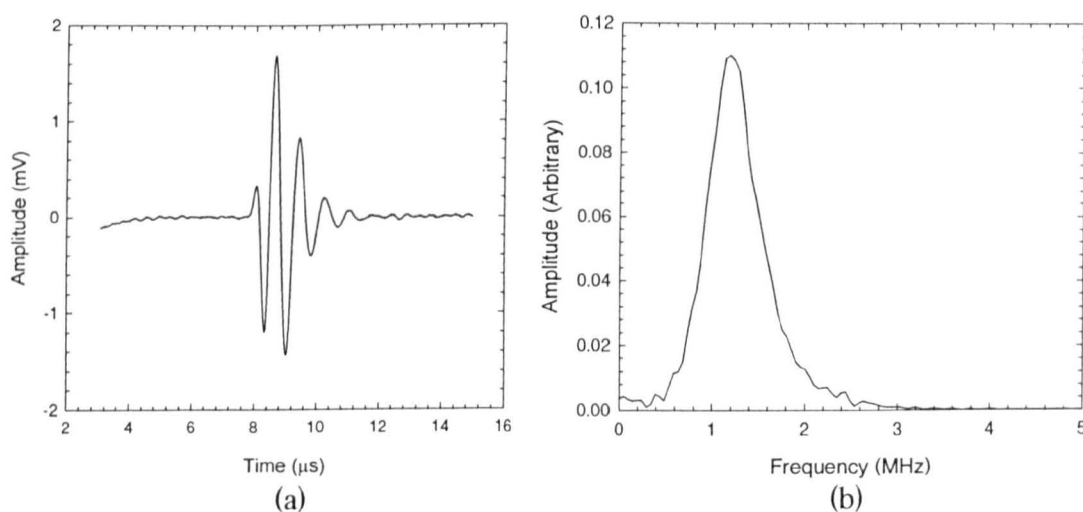 2
1
0
-1
-2
Amplitude (mV)
2 4 6 8 10 12 14 16
Time (μs)
(a)
0.12
0.10
0.08
0.06
0.04
0.02
0.00
Amplitude (Arbitrary)
0 1 2 3 4 5
Frequency (MHz)
(b)